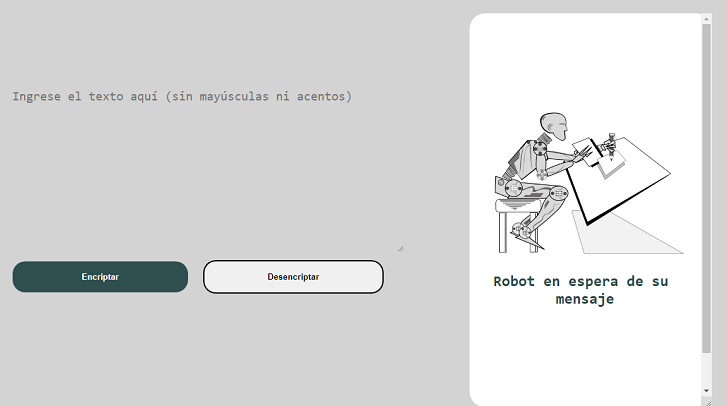 Ingrese el texto aquí (sin mayúsculas ni acentos)
Encriptar
Desencriptar
Robot en espera de su
mensaje